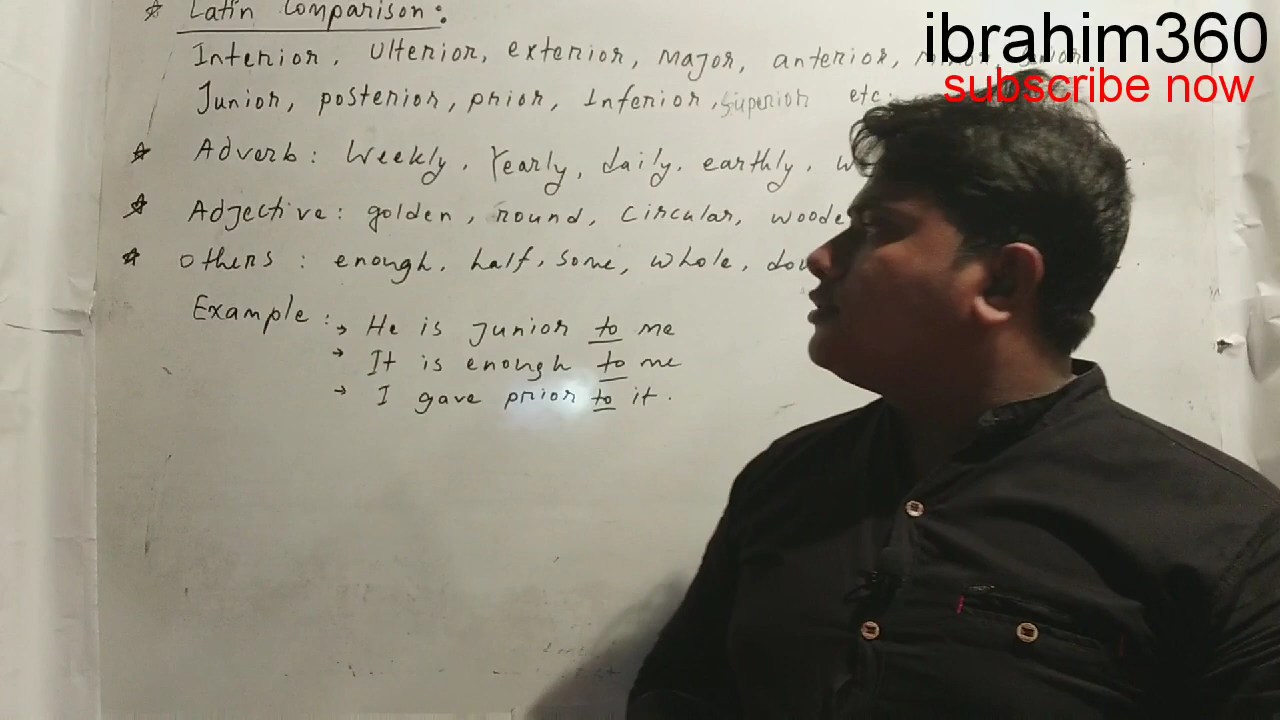 Latin Comparison:
Interior, Ulterior, exterior, major, anterior,
Junior, posterior, prior, Inferior, Superior etc.
Adverb: Weekly, Yearly, daily, earthly,
Adjective: golden, round, Circular,
others: enough, half, some, whole,
Example:
→ He is junior to me
→ It is enough to me
→ I gave prior to it.
ibrahim360
subscribe now